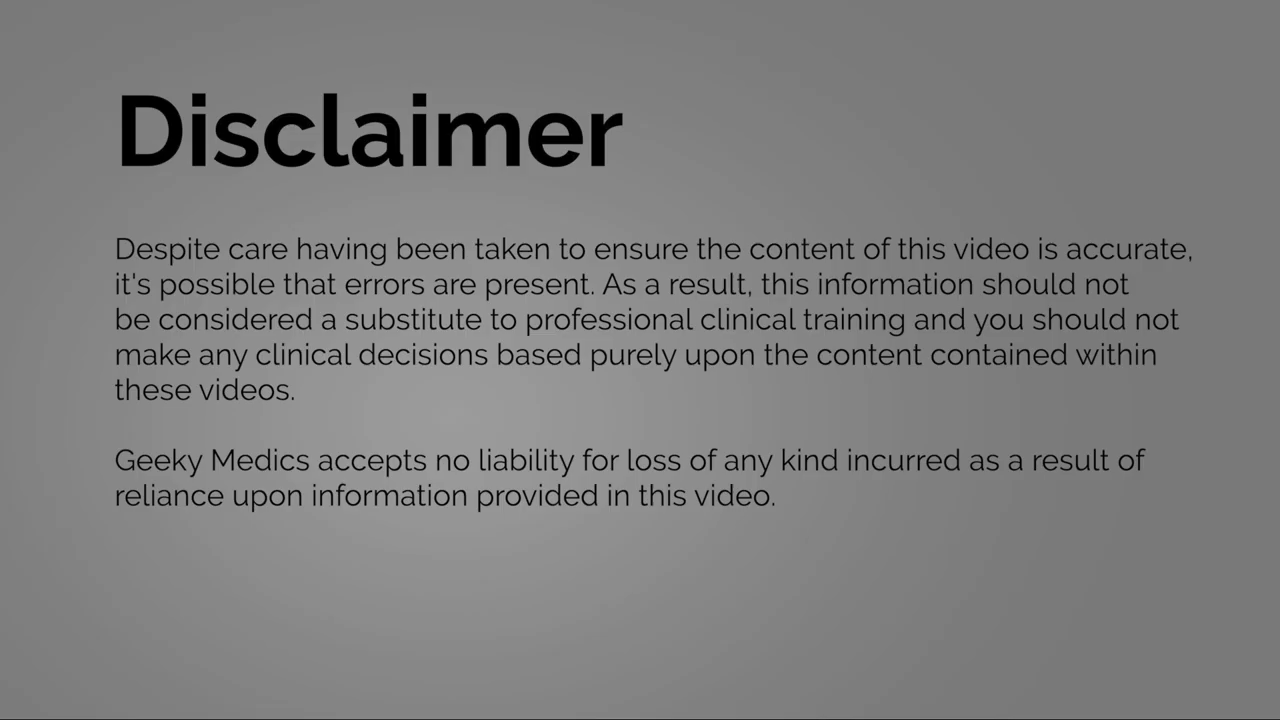 Disclaimer
Despite care having been taken to ensure the content of this video is accurate,
it's possible that errors are present. As a result, this information should not
be considered a substitute to professional clinical training and you should not
make any clinical decisions based purely upon the content contained within
these videos.
Geeky Medics accepts no liability for loss of any kind incurred as a result of
reliance upon information provided in this video.